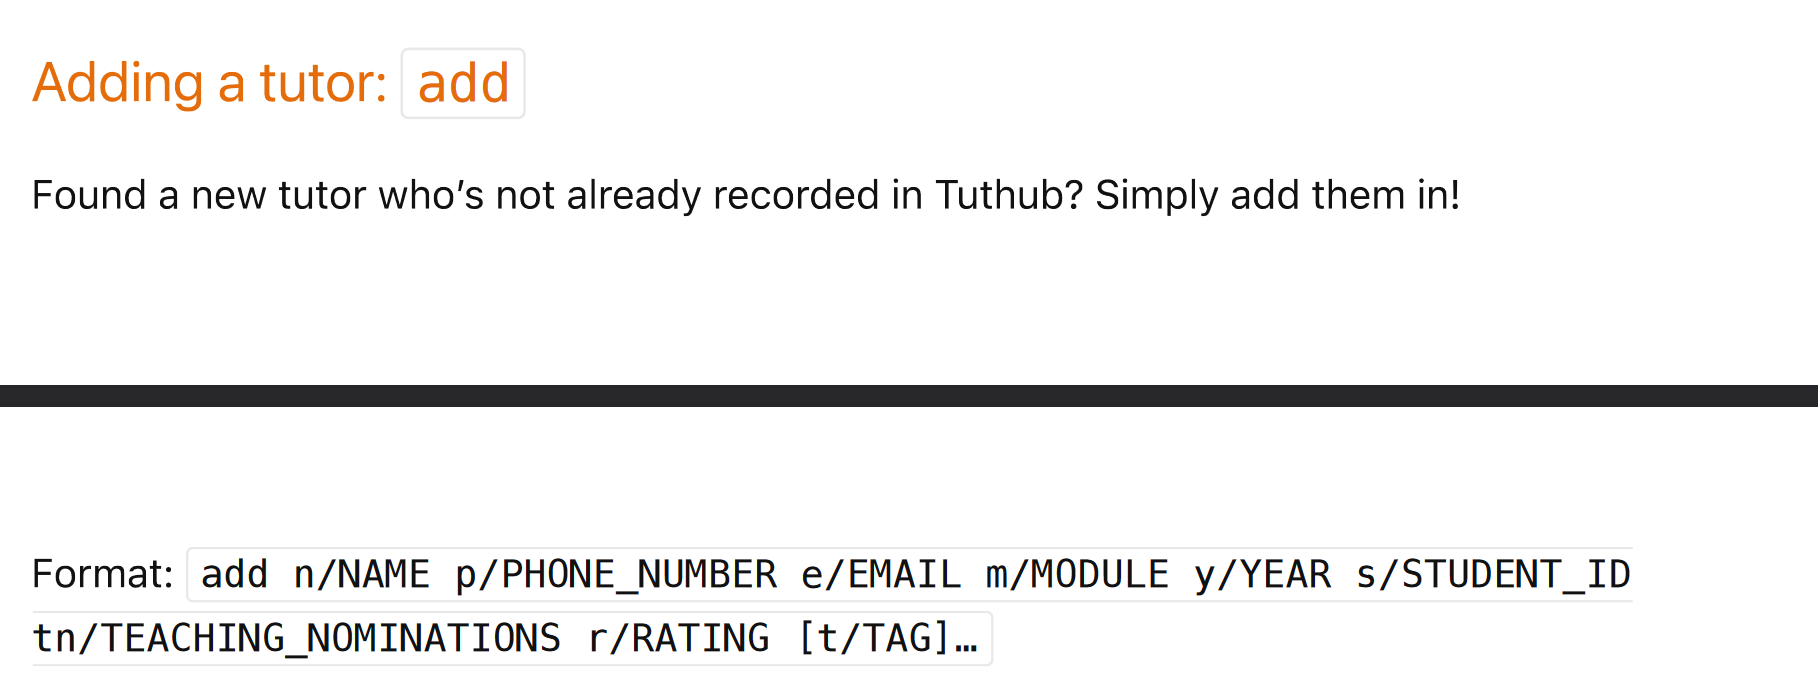 Adding a tutor: add
Found a new tutor who’s not already recorded in Tuthub? Simply add them in!
Format: add n/NAME p/PHONE_NUMBER e/EMAIL m/MODULE y/YEAR s/STUDENT_ID
tn/TEACHING_NOMINATIONS r/RATING [t/TAG]…